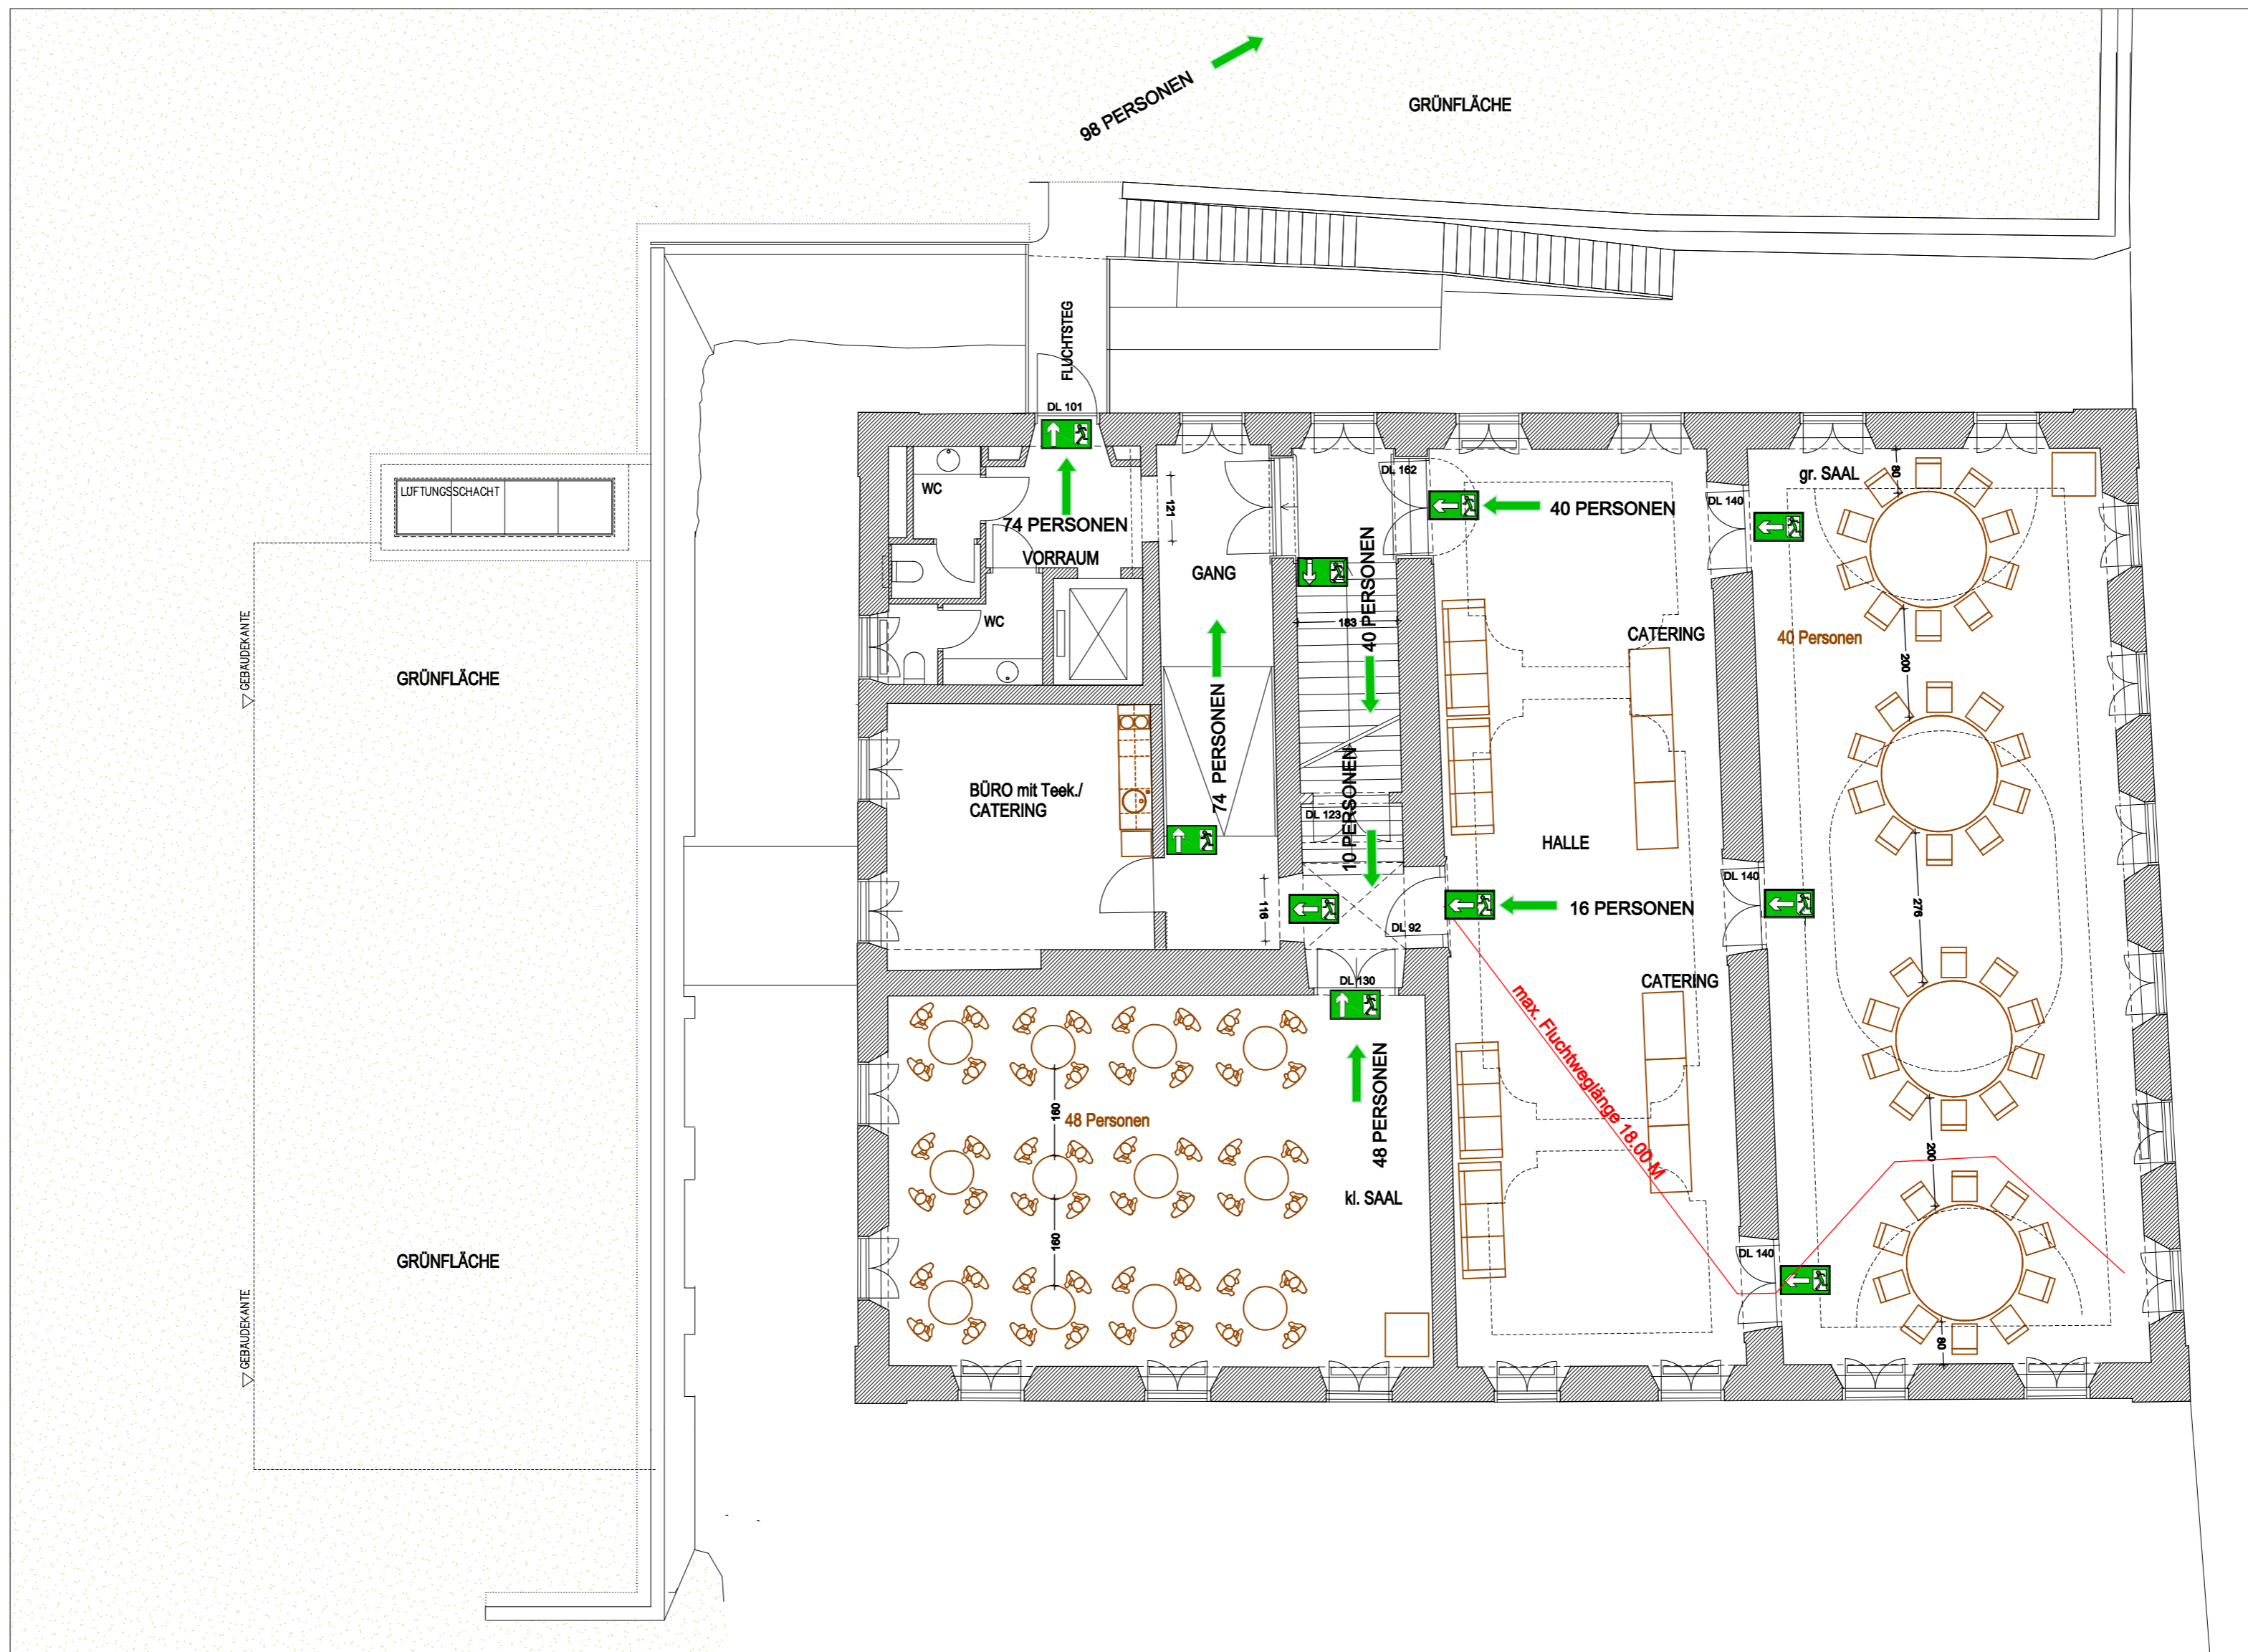 98 PERSONEN
GRÜNFLÄCHE
FLUCHTSTEG
DL 101
LÜFTUNGSSCHACHT
WC
74 PERSONEN
VORRAUM
121
GANG
DL 162
40 PERSONEN
DL 140
gr. SAAL
80
40 PERSONEN
183
CATERING
40 Personen
200
WC
GEBÄUDEKANTE
GRÜNFLÄCHE
74 PERSONEN
BÜRO mit Teek./
CATERING
DL 123
10 PERSONEN
HALLE
DL 140
276
116
DL 92
16 PERSONEN
DL 130
CATERING
max. Fluchtweglänge 18.00 M
48 PERSONEN
160
48 Personen
200
kl. SAAL
160
GRÜNFLÄCHE
GEBÄUDEKANTE
DL 140
80